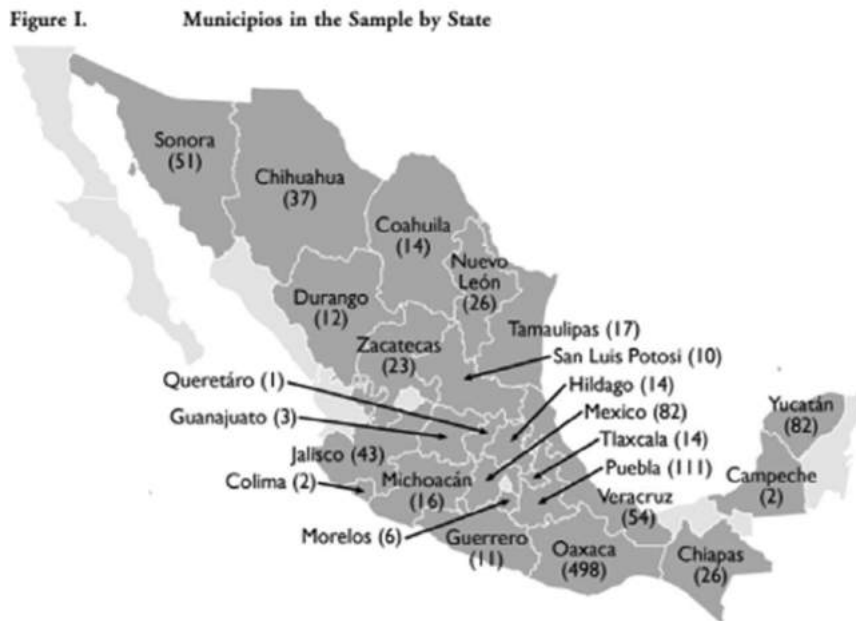 Figure I. Municipios in the Sample by State
Sonora
(51)
Chihuahua
(37)
Coahuila
(14)
Nuevo
León
(26)
Durango
(12)
Tamaulipas (17)
Zacatecas
(23)
San Luis Potosi (10)
Queretáro (1)
Hildago (14)
Guanajuato (3)
Mexico (82)
Yucatán
(82)
Jalisco (43)
Tlaxcala (14)
Colima (2)
Michoacán
(16)
Puebla (111)
Campeche
(2)
Veracruz
(54)
Morelos (6)
Guerrero
(11)
Oaxaca
(498)
Chiapas
(26)